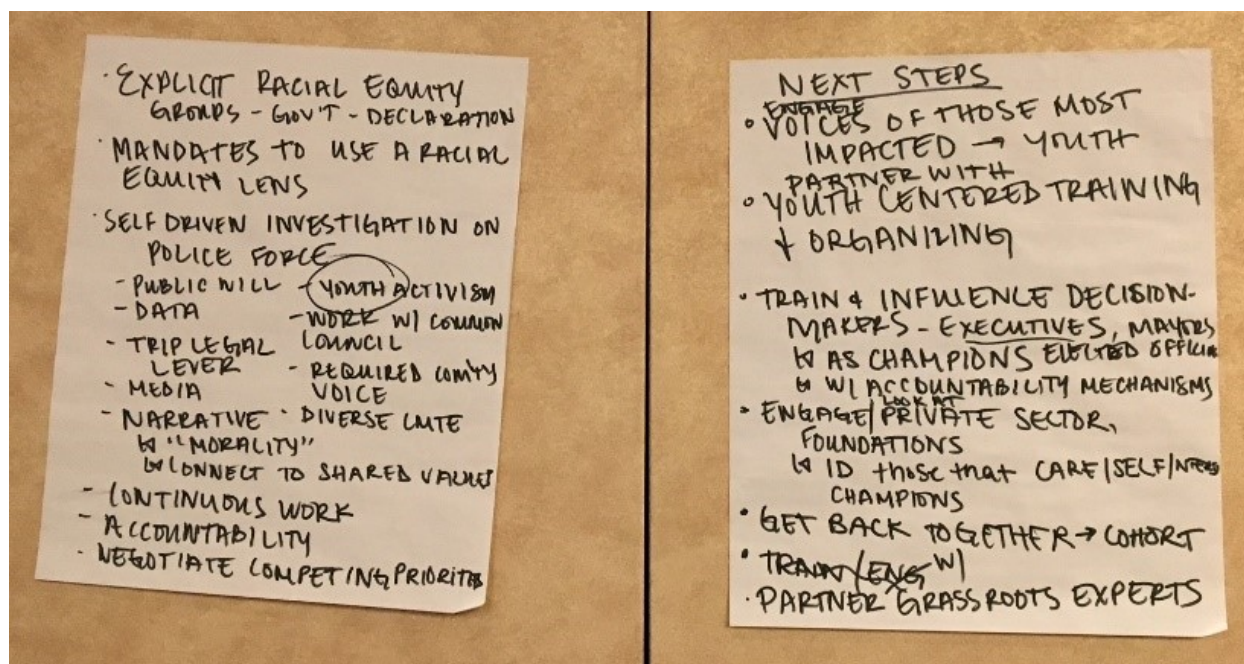 · EXPLICIT RACIAL EQUITY
GROUPS - GOV'T - DECLARATION
· MANDATES TO USE A RACIAL
EQUITY LENS
· SELF DRIVEN INVESTIGATION ON
POLICE FORCE
- PUBLIC WILL
- DATA
- TRIP LEGAL
LEVER
- MEDIA
- NARRATIVE
↳ "MORALITY"
↳ CONNECT TO SHARED VALUES
- YOUTH ACTIVISM
- WORK W/ COMMON
COUNCIL
- REQUIRED COM'TY
VOICE
· DIVERSE CMTE
- CONTINUOUS WORK
- ACCOUNTABILITY
- NEGOTIATE COMPETING PRIORITIES
NEXT STEPS
ENGAGE
• VOICES OF THOSE MOST
IMPACTED → YOUTH
PARTNER WITH
• YOUTH CENTERED TRAINING
& ORGANIZING
• TRAIN & INFLUENCE DECISION-
MAKERS - EXECUTIVES, MAYORS
↳ AS CHAMPIONS ELECTED OFFICIA
↳ W/ ACCOUNTABILITY MECHANISMS
LOOK AT
• ENGAGE/PRIVATE SECTOR,
FOUNDATIONS
↳ ID those that CARE/SELF/
CHAMPIONS
• GET BACK TOGETHER → COHORT
• TRAIN/ENG W/
· PARTNER GRASSROOTS EXPERTS